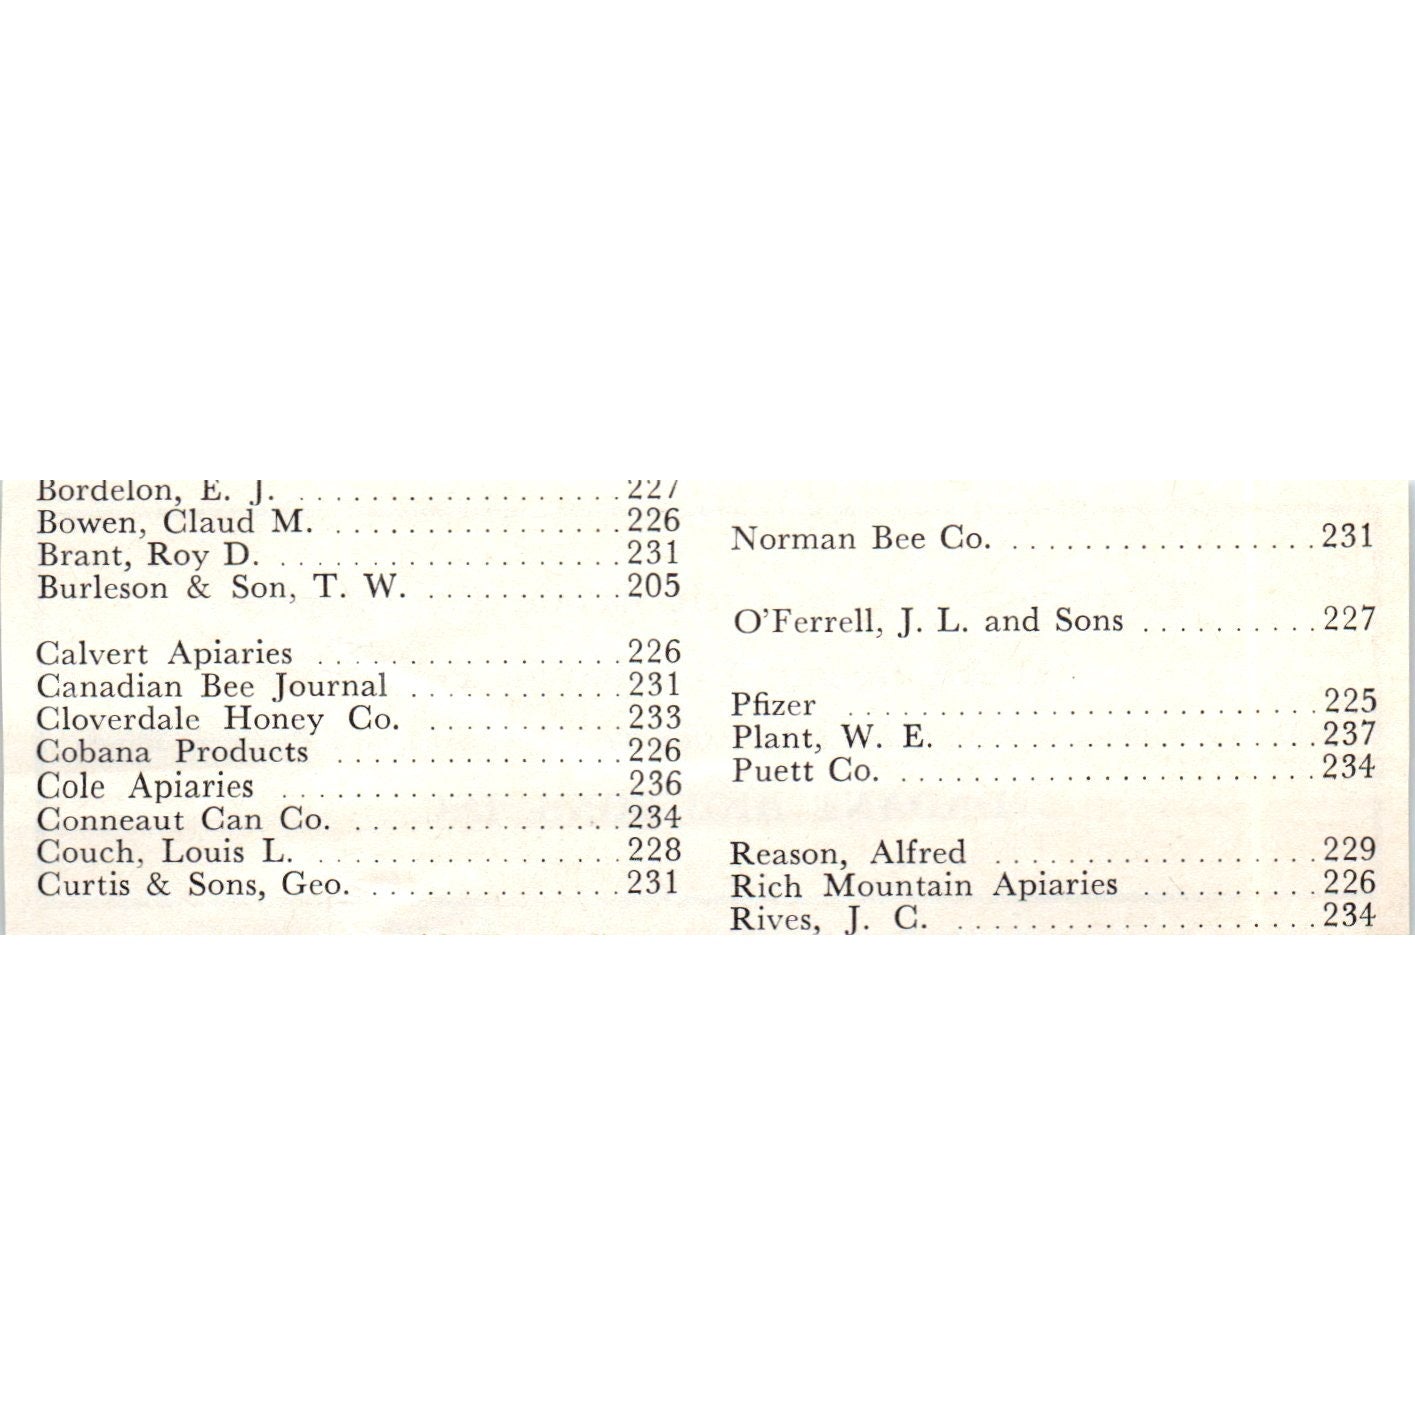 Bordelon, E. J. . . . . . . . . . . . . . . . . . . 227
Bowen, Claud M. . . . . . . . . . . . . . . . . 226
Brant, Roy D. . . . . . . . . . . . . . . . . . . . 231
Burleson & Son, T. W. . . . . . . . . . . . 205
Calvert Apiaries . . . . . . . . . . . . . . . . . 226
Canadian Bee Journal . . . . . . . . . . . . 231
Cloverdale Honey Co. . . . . . . . . . . . 233
Cobana Products . . . . . . . . . . . . . . . . 226
Cole Apiaries . . . . . . . . . . . . . . . . . . . 236
Conneaut Can Co. . . . . . . . . . . . . . . . 234
Couch, Louis L. . . . . . . . . . . . . . . . . . 228
Curtis & Sons, Geo. . . . . . . . . . . . . . . 231
Norman Bee Co. . . . . . . . . . . . . . . . . . 231
O'Ferrell, J. L. and Sons . . . . . . . . . . 227
Pfizer . . . . . . . . . . . . . . . . . . . . . . . . . . 225
Plant, W. E. . . . . . . . . . . . . . . . . . . . . 237
Puett Co. . . . . . . . . . . . . . . . . . . . . . . . 234
Reason, Alfred . . . . . . . . . . . . . . . . . . 229
Rich Mountain Apiaries . . . . . . . . . . 226
Rives, J. C. . . . . . . . . . . . . . . . . . . . . . 234